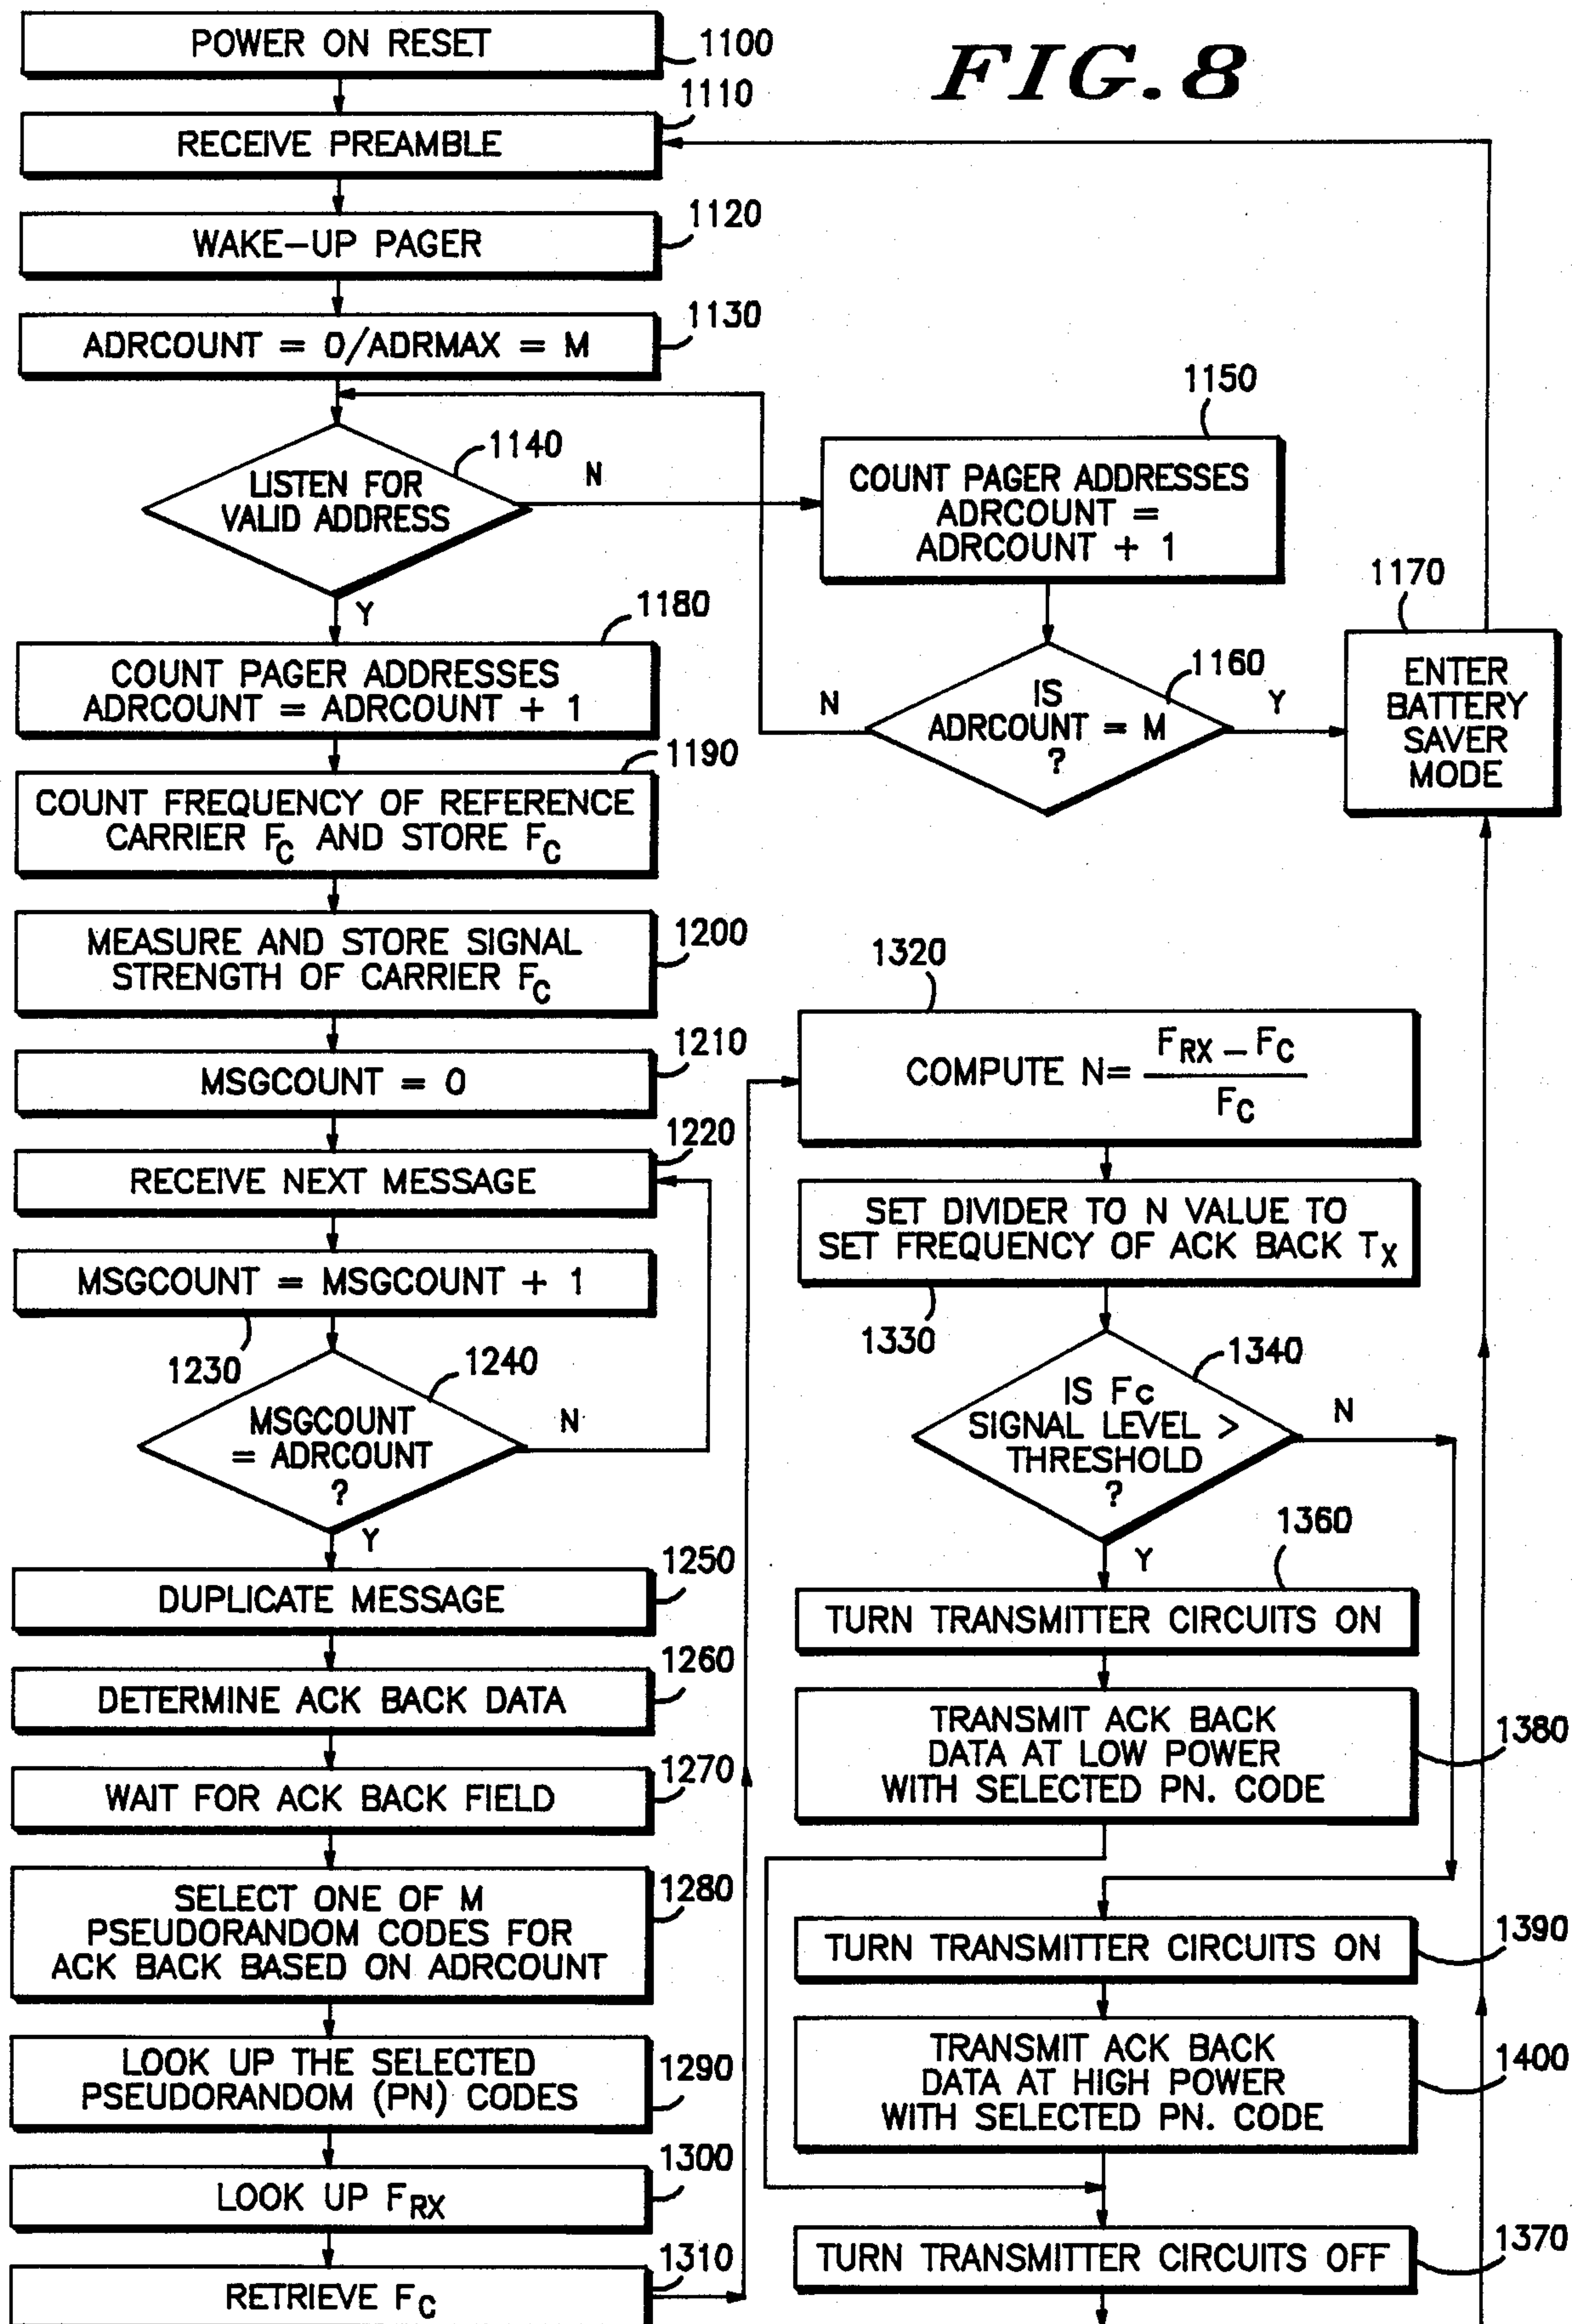 FIG. 8
POWER ON RESET
1100
1110
RECEIVE PREAMBLE
1120
WAKE-UP PAGER
1130
ADRCOUNT = 0/ADRMAX = M
1140
LISTEN FOR
VALID ADDRESS
N
Y
1150
COUNT PAGER ADDRESSES
ADRCOUNT =
ADRCOUNT + 1
1160
IS
ADRCOUNT = M
?
N
Y
1170
ENTER
BATTERY
SAVER
MODE
1180
COUNT PAGER ADDRESSES
ADRCOUNT = ADRCOUNT + 1
1190
COUNT FREQUENCY OF REFERENCE
CARRIER FC AND STORE FC
1200
MEASURE AND STORE SIGNAL
STRENGTH OF CARRIER FC
1210
MSGCOUNT = 0
1220
RECEIVE NEXT MESSAGE
MSGCOUNT = MSGCOUNT + 1
1230
1240
MSGCOUNT
= ADRCOUNT
?
N
Y
1250
DUPLICATE MESSAGE
1260
DETERMINE ACK BACK DATA
1270
WAIT FOR ACK BACK FIELD
1280
SELECT ONE OF M
PSEUDORANDOM CODES FOR
ACK BACK BASED ON ADRCOUNT
LOOK UP THE SELECTED
PSEUDORANDOM (PN) CODES
1290
1300
LOOK UP FRX
1310
RETRIEVE FC
1320
COMPUTE N= FRX – FC
FC
SET DIVIDER TO N VALUE TO
SET FREQUENCY OF ACK BACK TX
1330
1340
IS Fc
SIGNAL LEVEL >
THRESHOLD
?
N
Y
1360
TURN TRANSMITTER CIRCUITS ON
TRANSMIT ACK BACK
DATA AT LOW POWER
WITH SELECTED PN. CODE
1380
TURN TRANSMITTER CIRCUITS ON
1390
TRANSMIT ACK BACK
DATA AT HIGH POWER
WITH SELECTED PN. CODE
1400
TURN TRANSMITTER CIRCUITS OFF
1370